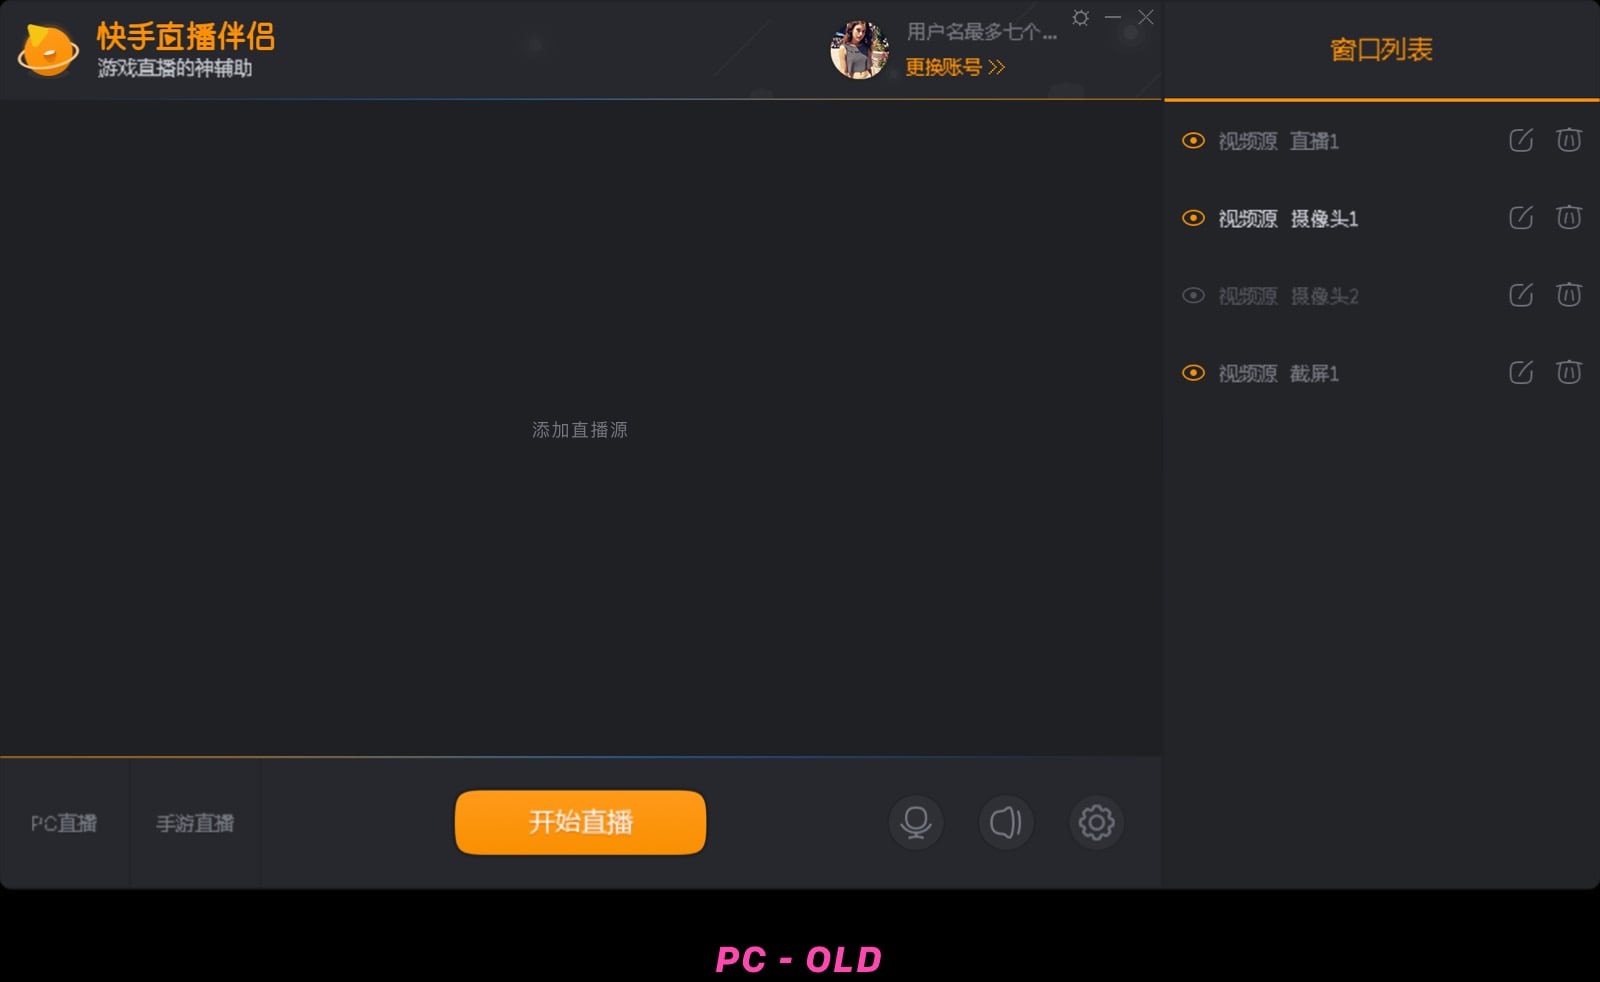 快手直播伴侣
游戏直播的神辅助
用户名最多七个...
更换账号
窗口列表
视频源 直播1
视频源 摄像头1
视频源 摄像头2
视频源 截屏1
添加直播源
PC直播
手游直播
开始直播
PC - OLD